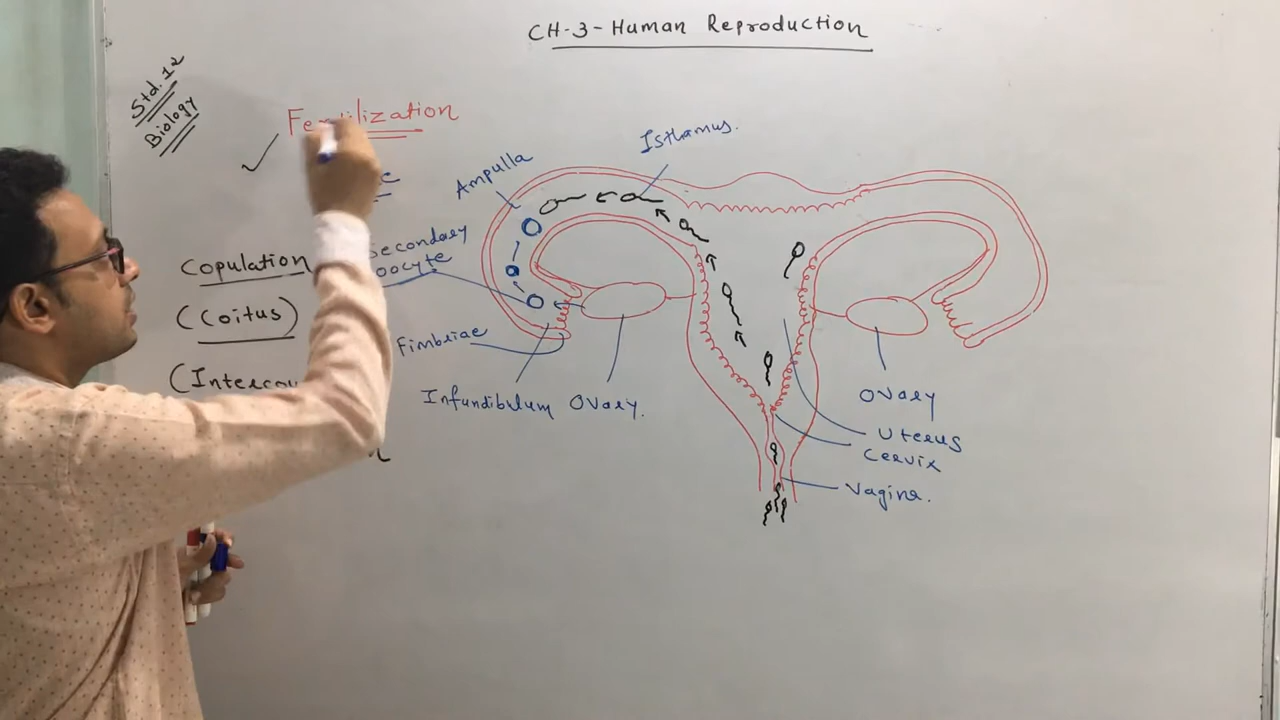 CH-3-Human Reproduction
Std. 12
Biology
Isthamus.
Ampulla
Secondary
oocyte
Copulation
(Coitus)
Fimbriae
Infundibulum
Ovary.
Ovary
Uterus
Cervix
Vagina.